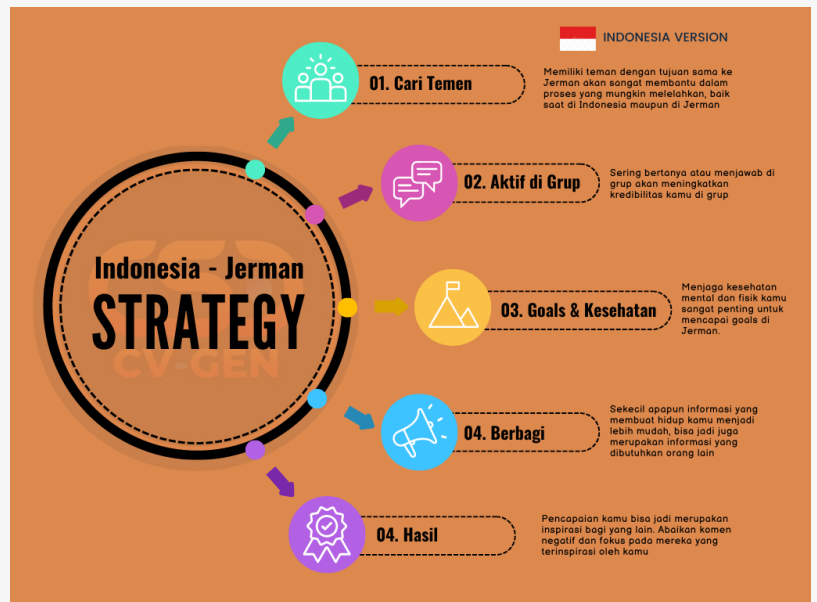 INDONESIA VERSION
01. Cari Temen
Memiliki teman dengan tujuan sama ke
Jerman akan sangat membantu dalam
proses yang mungkin melelahkan, baik
saat di Indonesia maupun di Jerman
02. Aktif di Grup
Sering bertanya atau menjawab di
grup akan meningkatkan
kredibilitas kamu di grup
Indonesia - Jerman
STRATEGY
CV-GEN
03. Goals & Kesehatan
Menjaga kesehatan
mental dan fisik kamu
sangat penting untuk
mencapai goals di
Jerman.
04. Berbagi
Sekecil apapun informasi yang
membuat hidup kamu menjadi
lebih mudah, bisa jadi juga
merupakan informasi yang
dibutuhkan orang lain
04. Hasil
Pencapaian kamu bisa jadi merupakan
inspirasi bagi yang lain. Abaikan komen
negatif dan fokus pada mereka yang
terinspirasi oleh kamu